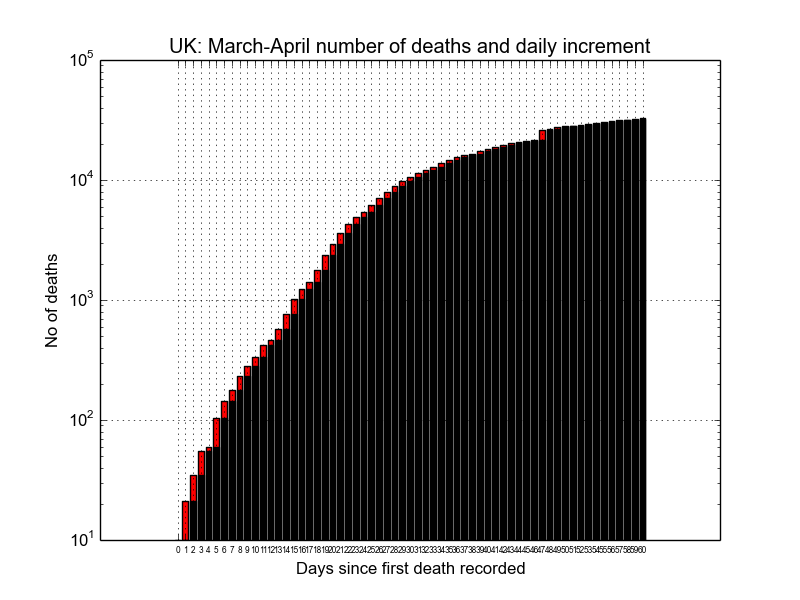 UK: March-April number of deaths and daily increment
10^5
10^4
10^3
10^2
10^1
No of deaths
0 1 2 3 4 5 6 7 8 9 10 11 12 13 14 15 16 17 18 19 20 21 22 23 24 25 26 27 28 29 30 31 32 33 34 35 36 37 38 39 40 41 42 43 44 45 46 47 48 49 50 51 52 53 54 55 56 57 58 59 60
Days since first death recorded